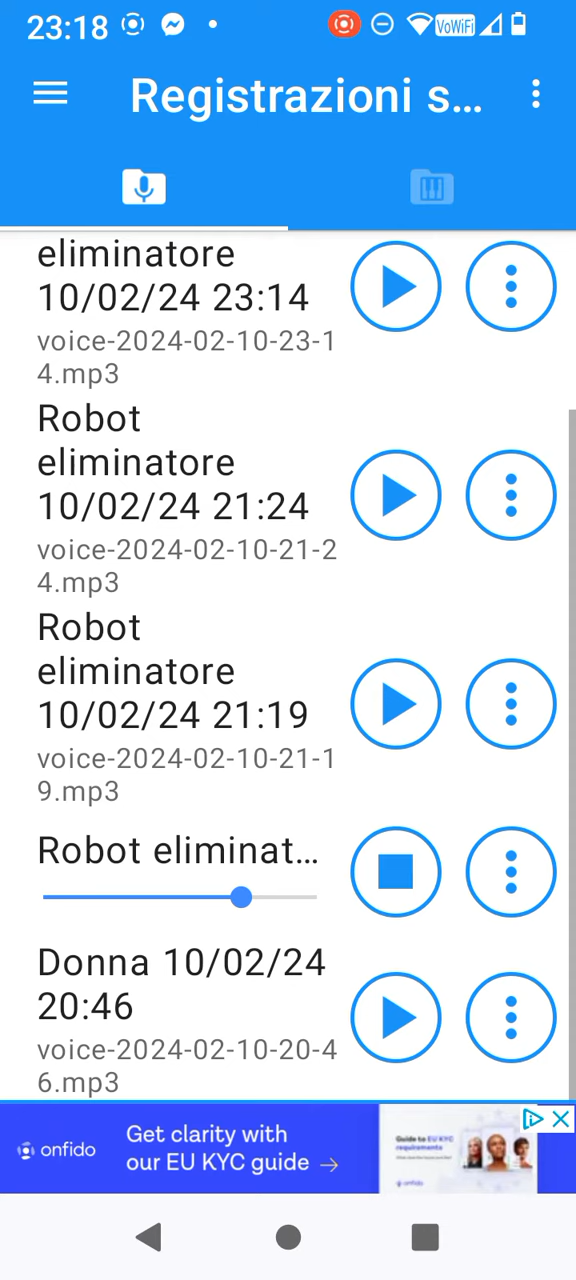 23:18
VoWiFi
Registrazioni s...
eliminatore
10/02/24 23:14
voice-2024-02-10-23-1
4.mp3
Robot
eliminatore
10/02/24 21:24
voice-2024-02-10-21-2
4.mp3
Robot
eliminatore
10/02/24 21:19
voice-2024-02-10-21-1
9.mp3
Robot eliminat...
Donna 10/02/24
20:46
voice-2024-02-10-20-4
6.mp3
onfido
Get clarity with
our EU KYC guide →
Guide to EU KYC
requirements
onfido